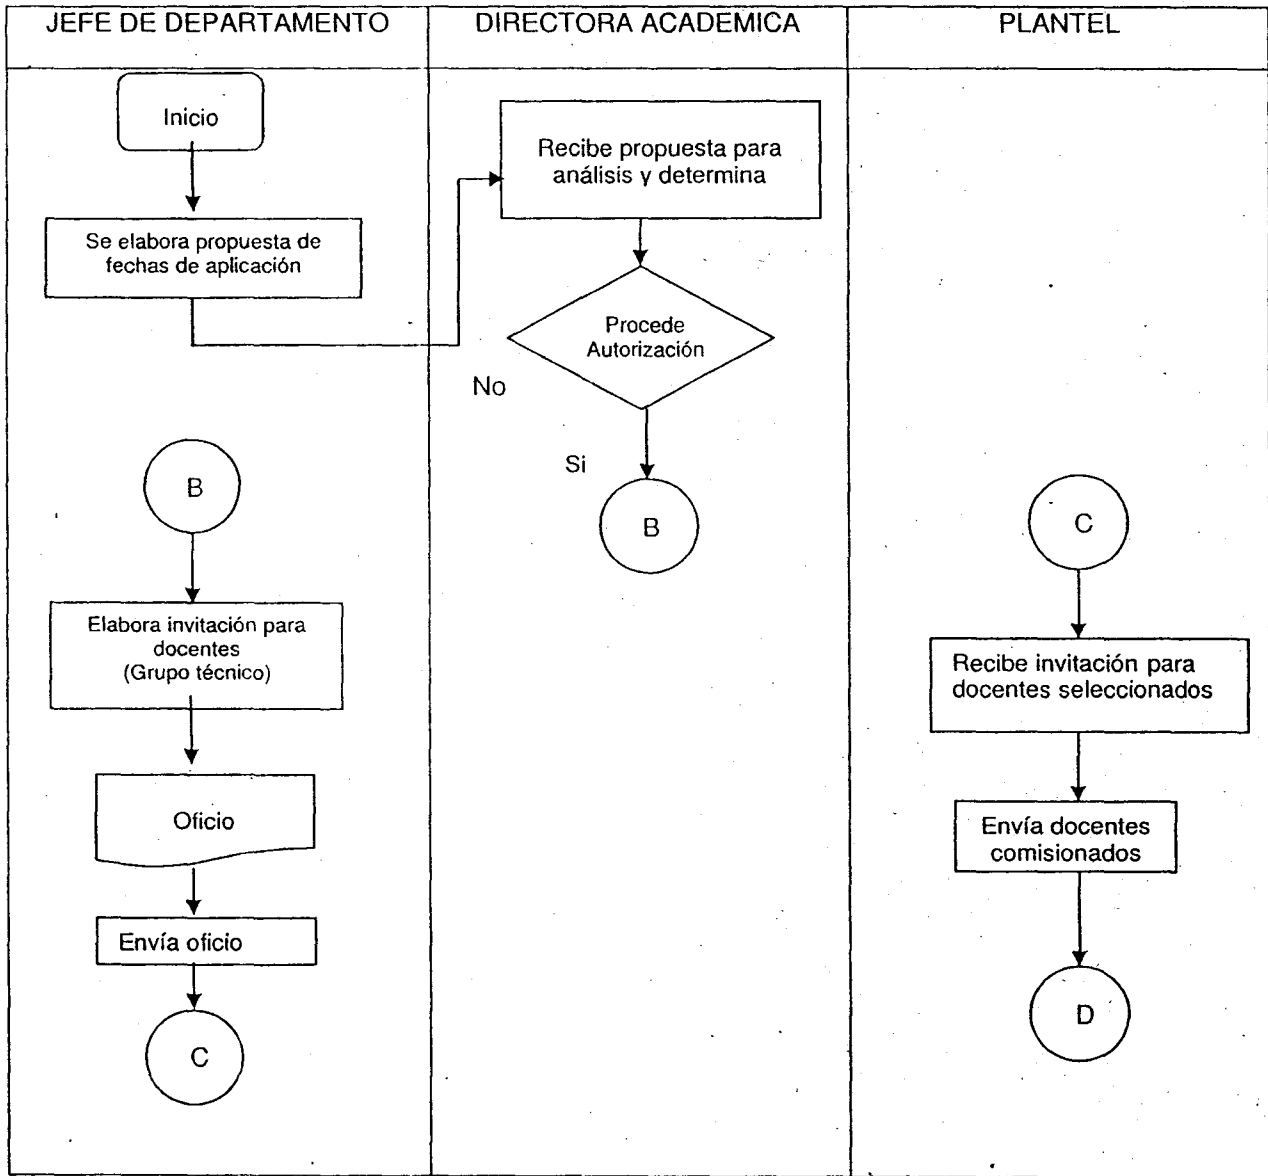 JEFE DE DEPARTAMENTO
DIRECTORA ACADEMICA
PLANTEL
Inicio
Se elabora propuesta de
fechas de aplicación
B
Elabora invitación para
docentes
(Grupo técnico)
Oficio
Envía oficio
C
Recibe propuesta para
análisis y determina
Procede
Autorización
No
Si
B
C
Recibe invitación para
docentes seleccionados
Envía docentes
comisionados
D